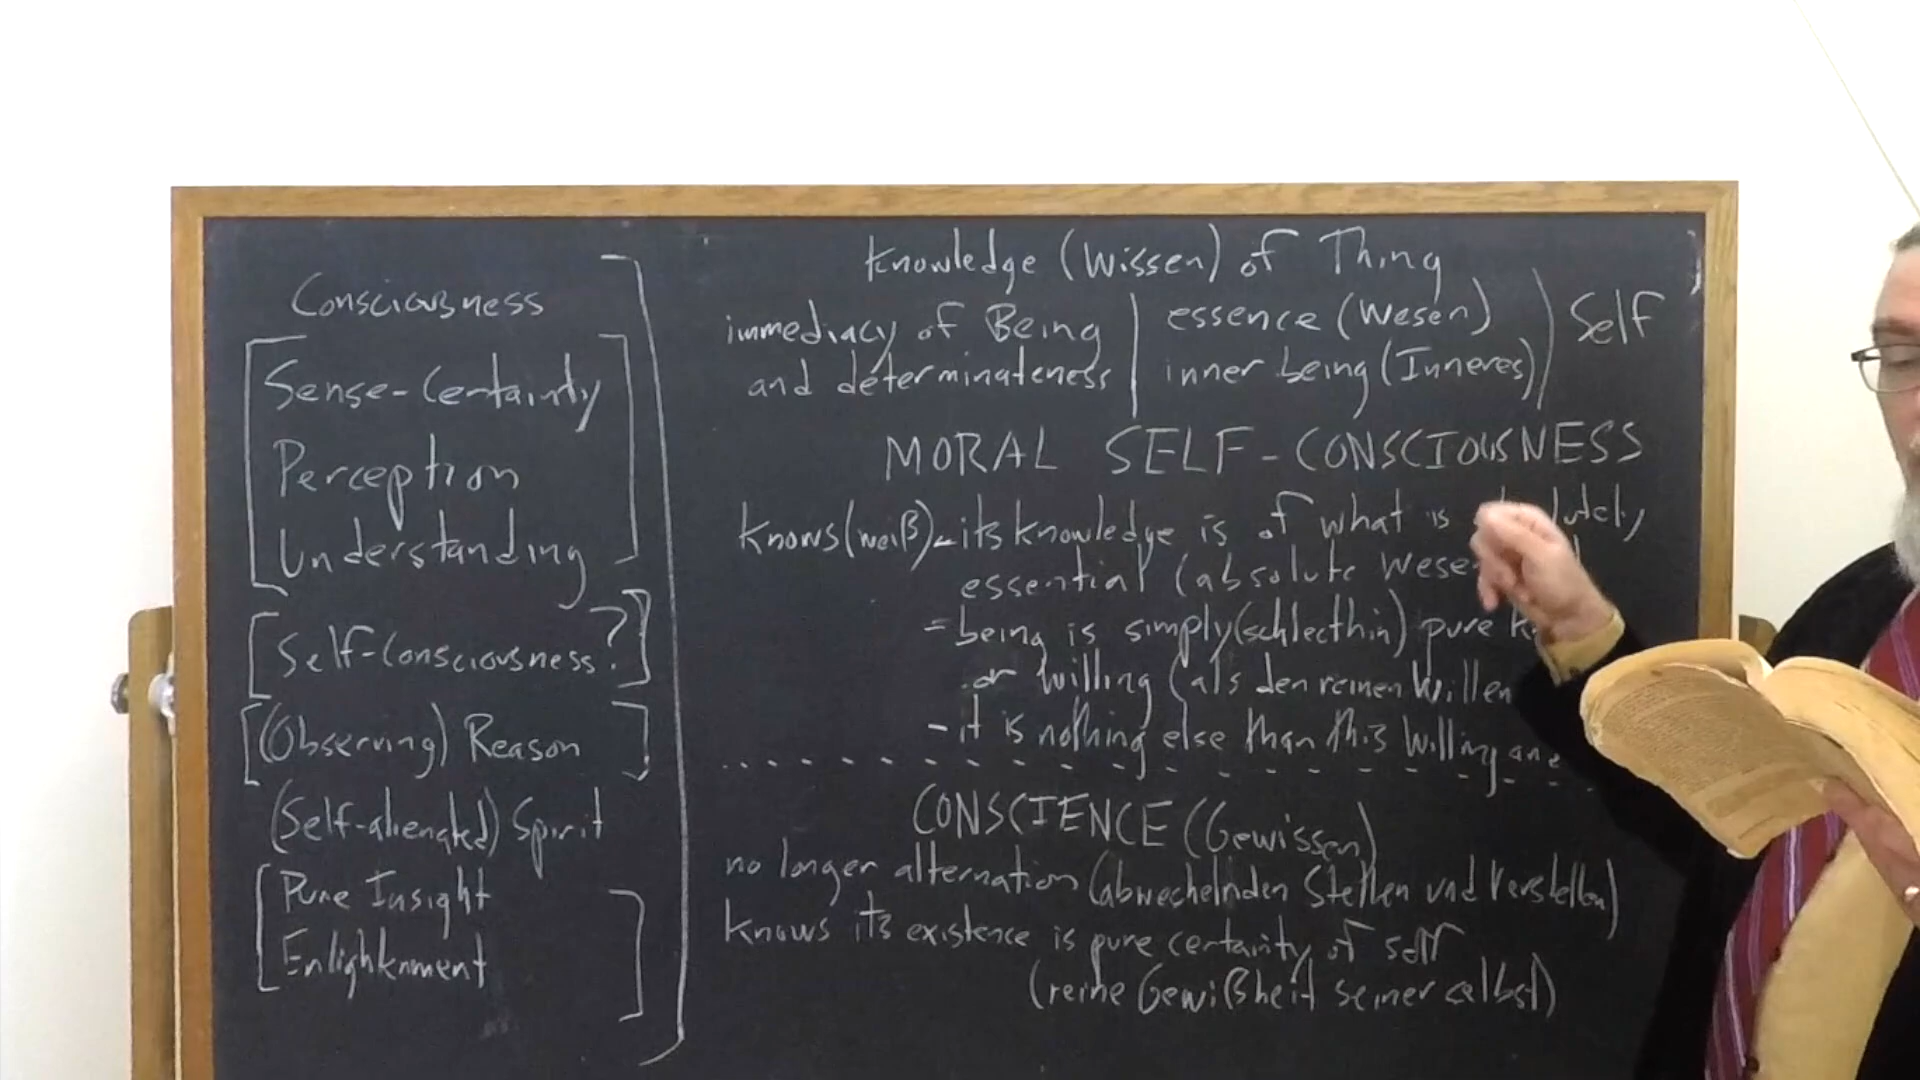 Consciousness
[Sense-Certainty
Perception
Understanding]
[Self-Consciousness?]
[(Observing) Reason]
(Self-alienated) Spirit
[Pure Insight
Enlightenment]
Knowledge (Wissen) of Thing
immediacy of Being | essence (Wesen) | Self
and determinateness | inner being (Inneres)
MORAL SELF-CONSCIOUSNESS
Knows (weiß) - its knowledge is of what is
essential (absolute Wese
= being is simply (schlecthin) pure K
or willing (als den reinen Willen
- it is nothing else than this willing and
CONSCIENCE (Gewissen)
no longer alternation (abwechelnden Stellen und Verstellen)
Knows its existence is pure certainty of self
(reine Gewißheit seiner selbst)